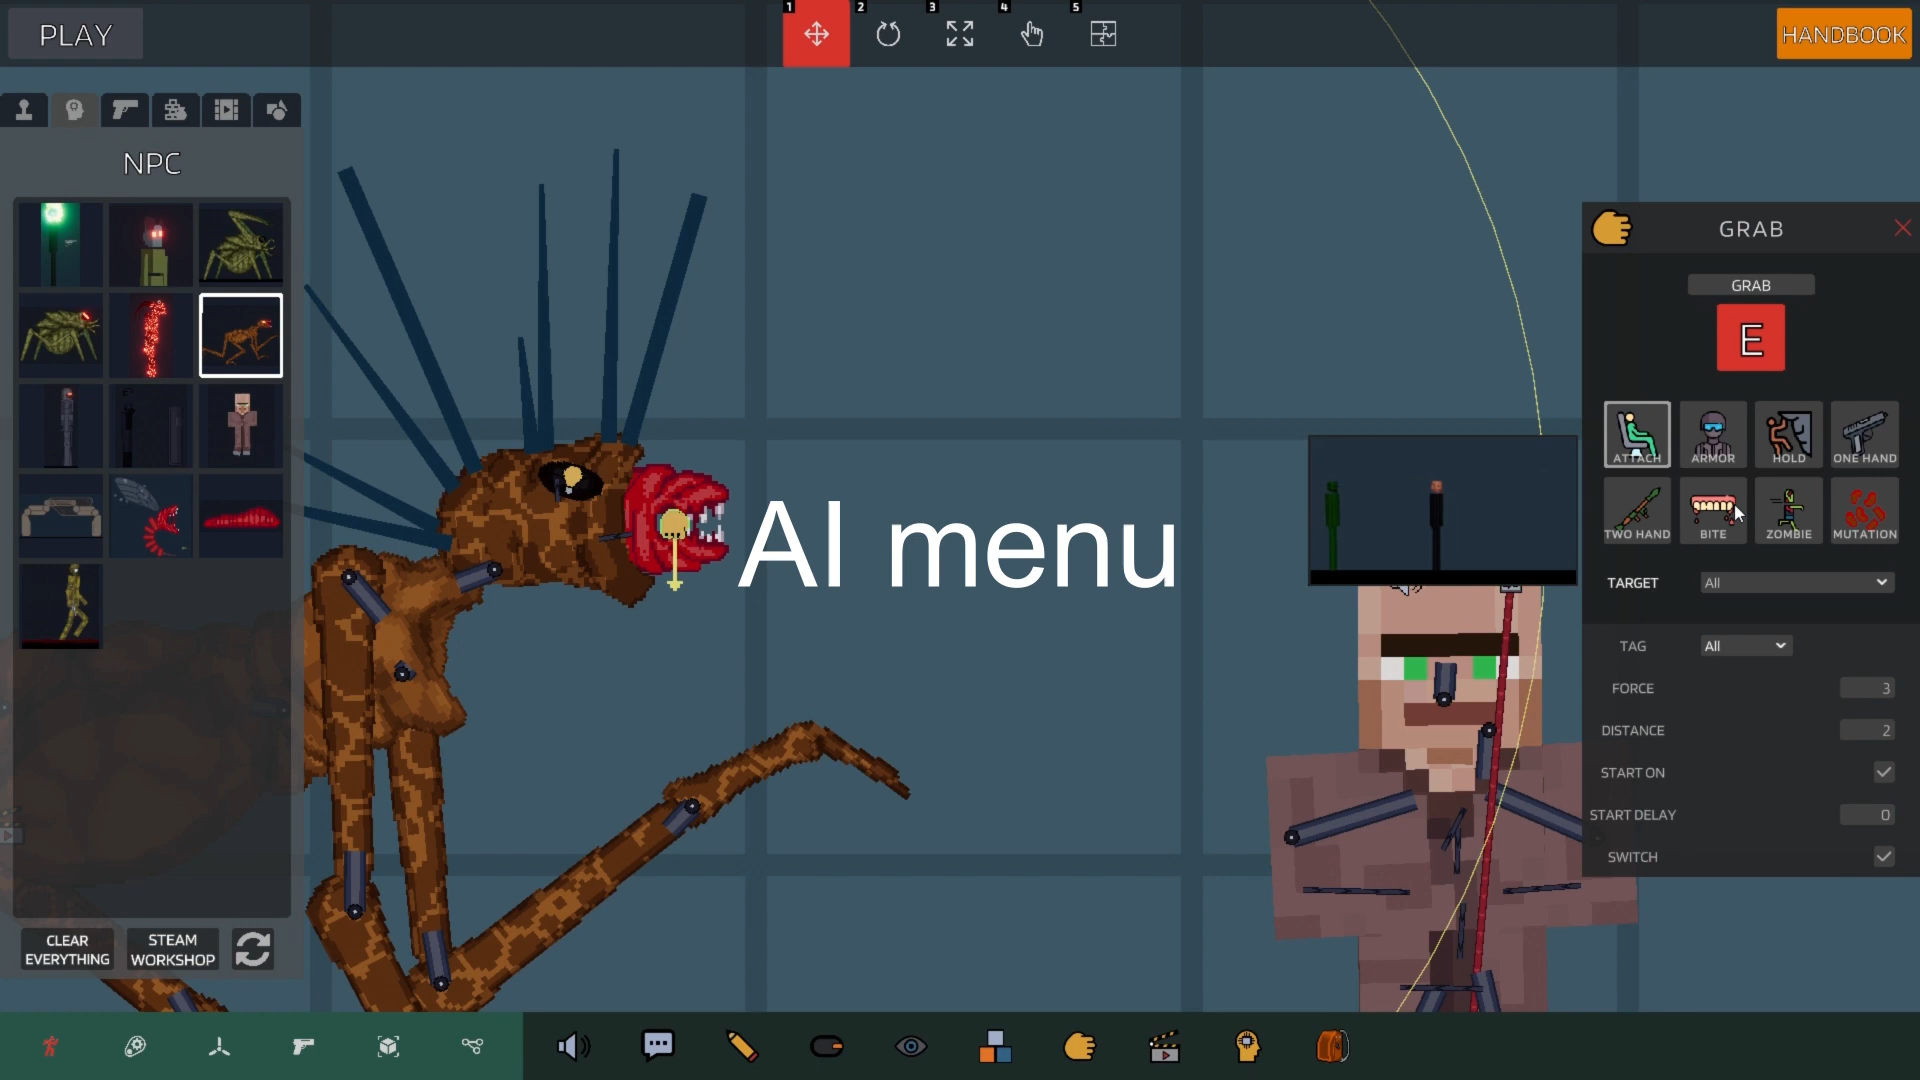 PLAY
1
2
3
4
5
HANDBOOK
NPC
GRAB
GRAB
E
ATTACH
ARMOR
HOLD
ONE HAND
TWO HAND
BITE
ZOMBIE
MUTATION
AI menu
TARGET
All
TAG
All
FORCE
3
DISTANCE
2
START ON
START DELAY
0
SWITCH
CLEAR
EVERYTHING
STEAM
WORKSHOP